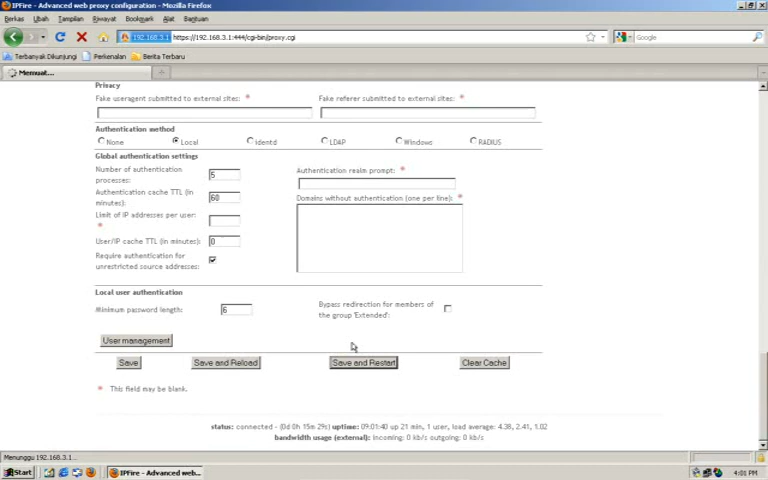 IPFire - Advanced web proxy configuration - Mozilla Firefox
Berkas Ubah Tampilan Riwayat Bookmark Alat Bantuan
192.168.3.1 https://192.168.3.1:444/cgi-bin/proxy.cgi
Google
Terbanyak Dikunjungi Perkenalan Berita Terbaru
Memuat...
Privacy
Fake useragent submitted to external sites: * Fake referer submitted to external sites: *
Authentication method
None Local identd LDAP Windows RADIUS
Global authentication settings
Number of authentication processes: 5 Authentication realm prompt: *
Authentication cache TTL (in minutes): 60 Domains without authentication (one per line): *
Limit of IP addresses per user: *
User/IP cache TTL (in minutes): 0
Require authentication for unrestricted source addresses:
Local user authentication
Minimum password length: 6 Bypass redirection for members of the group 'Extended':
User management
Save Save and Reload Save and Restart Clear Cache
* This field may be blank.
status: connected - (0d 0h 15m 29s) uptime: 09:01:40 up 21 min, 1 user, load average: 4.38, 2.41, 1.02
bandwidth usage (external): incoming: 0 kb/s outgoing: 0 kb/s
Menunggu 192.168.3.1...
Start IPFire - Advanced web... 4:01 PM